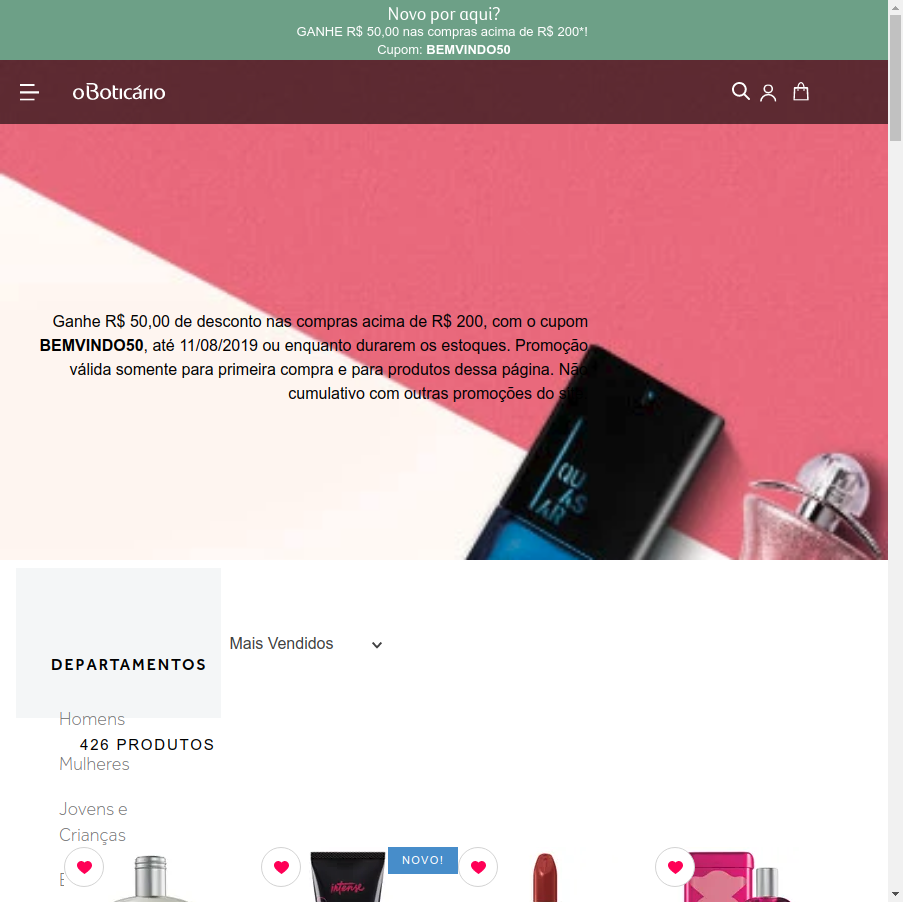 Novo por aqui?
GANHE R$ 50,00 nas compras acima de R$ 200*!
Cupom: BEMVINDO50
oBoticário
Ganhe R$ 50,00 de desconto nas compras acima de R$ 200, com o cupom
BEMVINDO50, até 11/08/2019 ou enquanto durarem os estoques. Promoção
válida somente para primeira compra e para produtos dessa página. Não
cumulativo com outras promoções do site.
QUASAR
Mais Vendidos
DEPARTAMENTOS
Homens
426 PRODUTOS
Mulheres
Jovens e
Crianças
NOVO!
intense